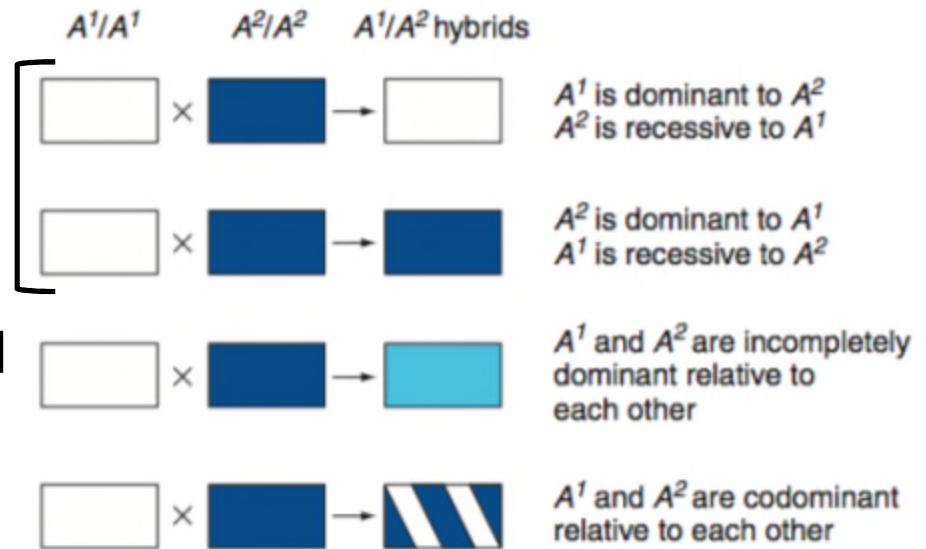 A¹/A¹ A²/A² A¹/A² hybrids
× → A¹ is dominant to A²
A² is recessive to A¹
× → A² is dominant to A¹
A¹ is recessive to A²
× → A¹ and A² are incompletely
dominant relative to
each other
× → A¹ and A² are codominant
relative to each other